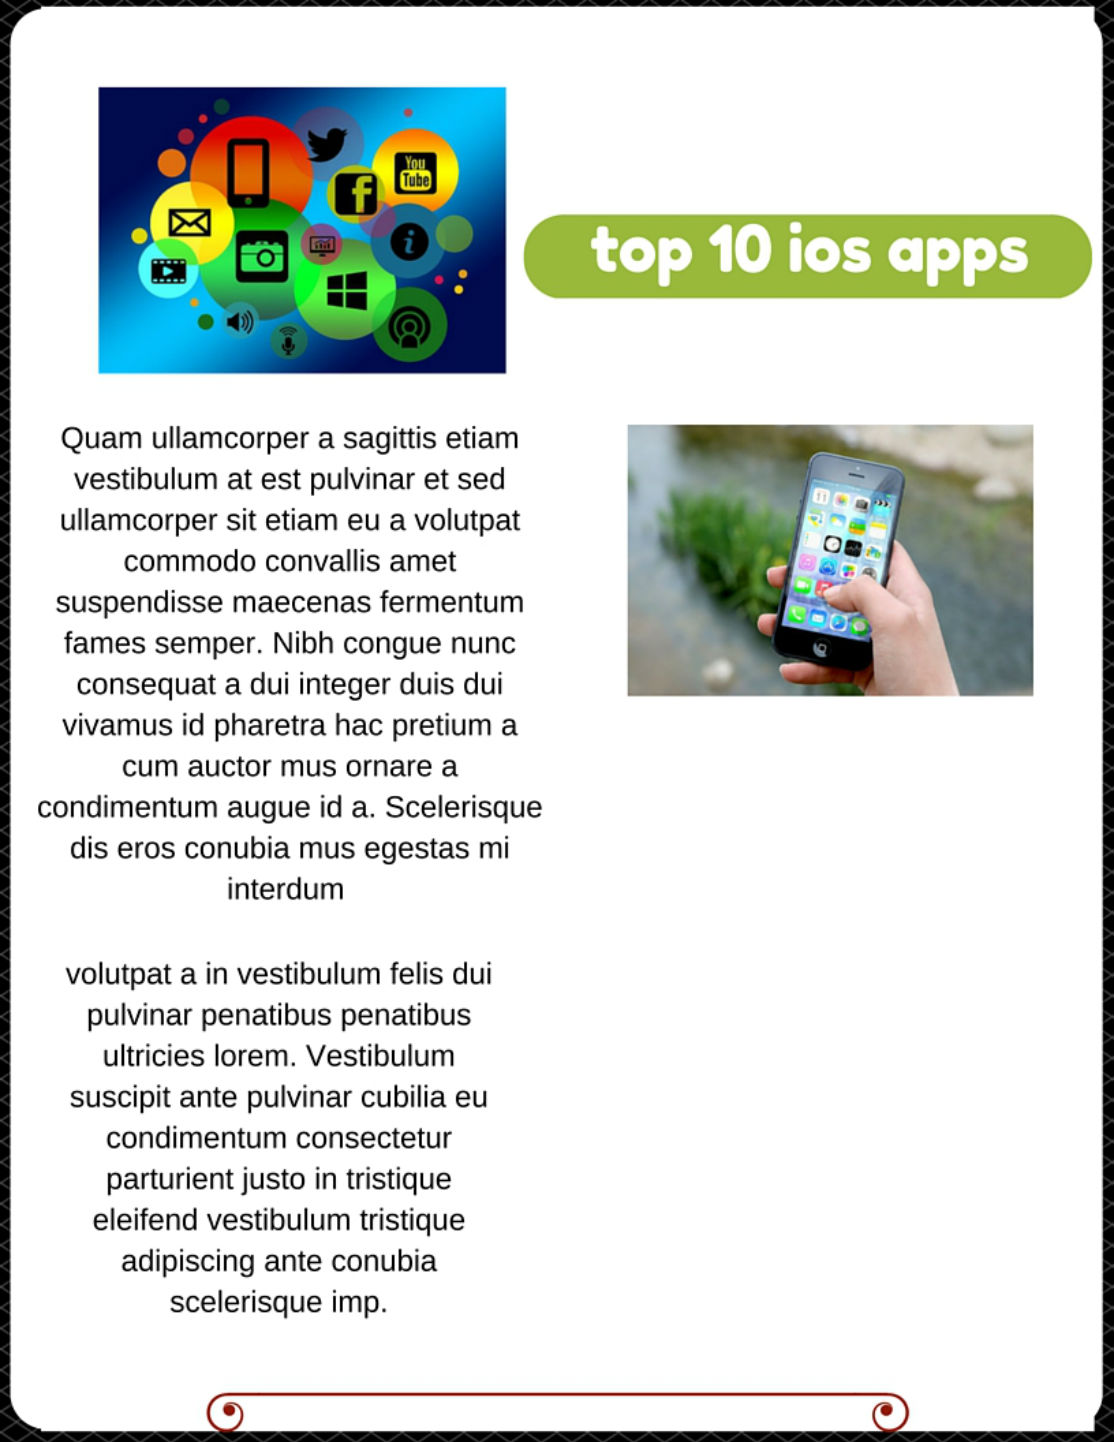 You
Tube
f
i
top 10 ios apps
Quam ullamcorper a sagittis etiam
vestibulum at est pulvinar et sed
ullamcorper sit etiam eu a volutpat
commodo convallis amet
suspendisse maecenas fermentum
fames semper. Nibh congue nunc
consequat a dui integer duis dui
vivamus id pharetra hac pretium a
cum auctor mus ornare a
condimentum augue id a. Scelerisque
dis eros conubia mus egestas mi
interdum
11
volutpat a in vestibulum felis dui
pulvinar penatibus penatibus
ultricies lorem. Vestibulum
suscipit ante pulvinar cubilia eu
condimentum consectetur
parturient justo in tristique
eleifend vestibulum tristique
adipiscing ante conubia
scelerisque imp.